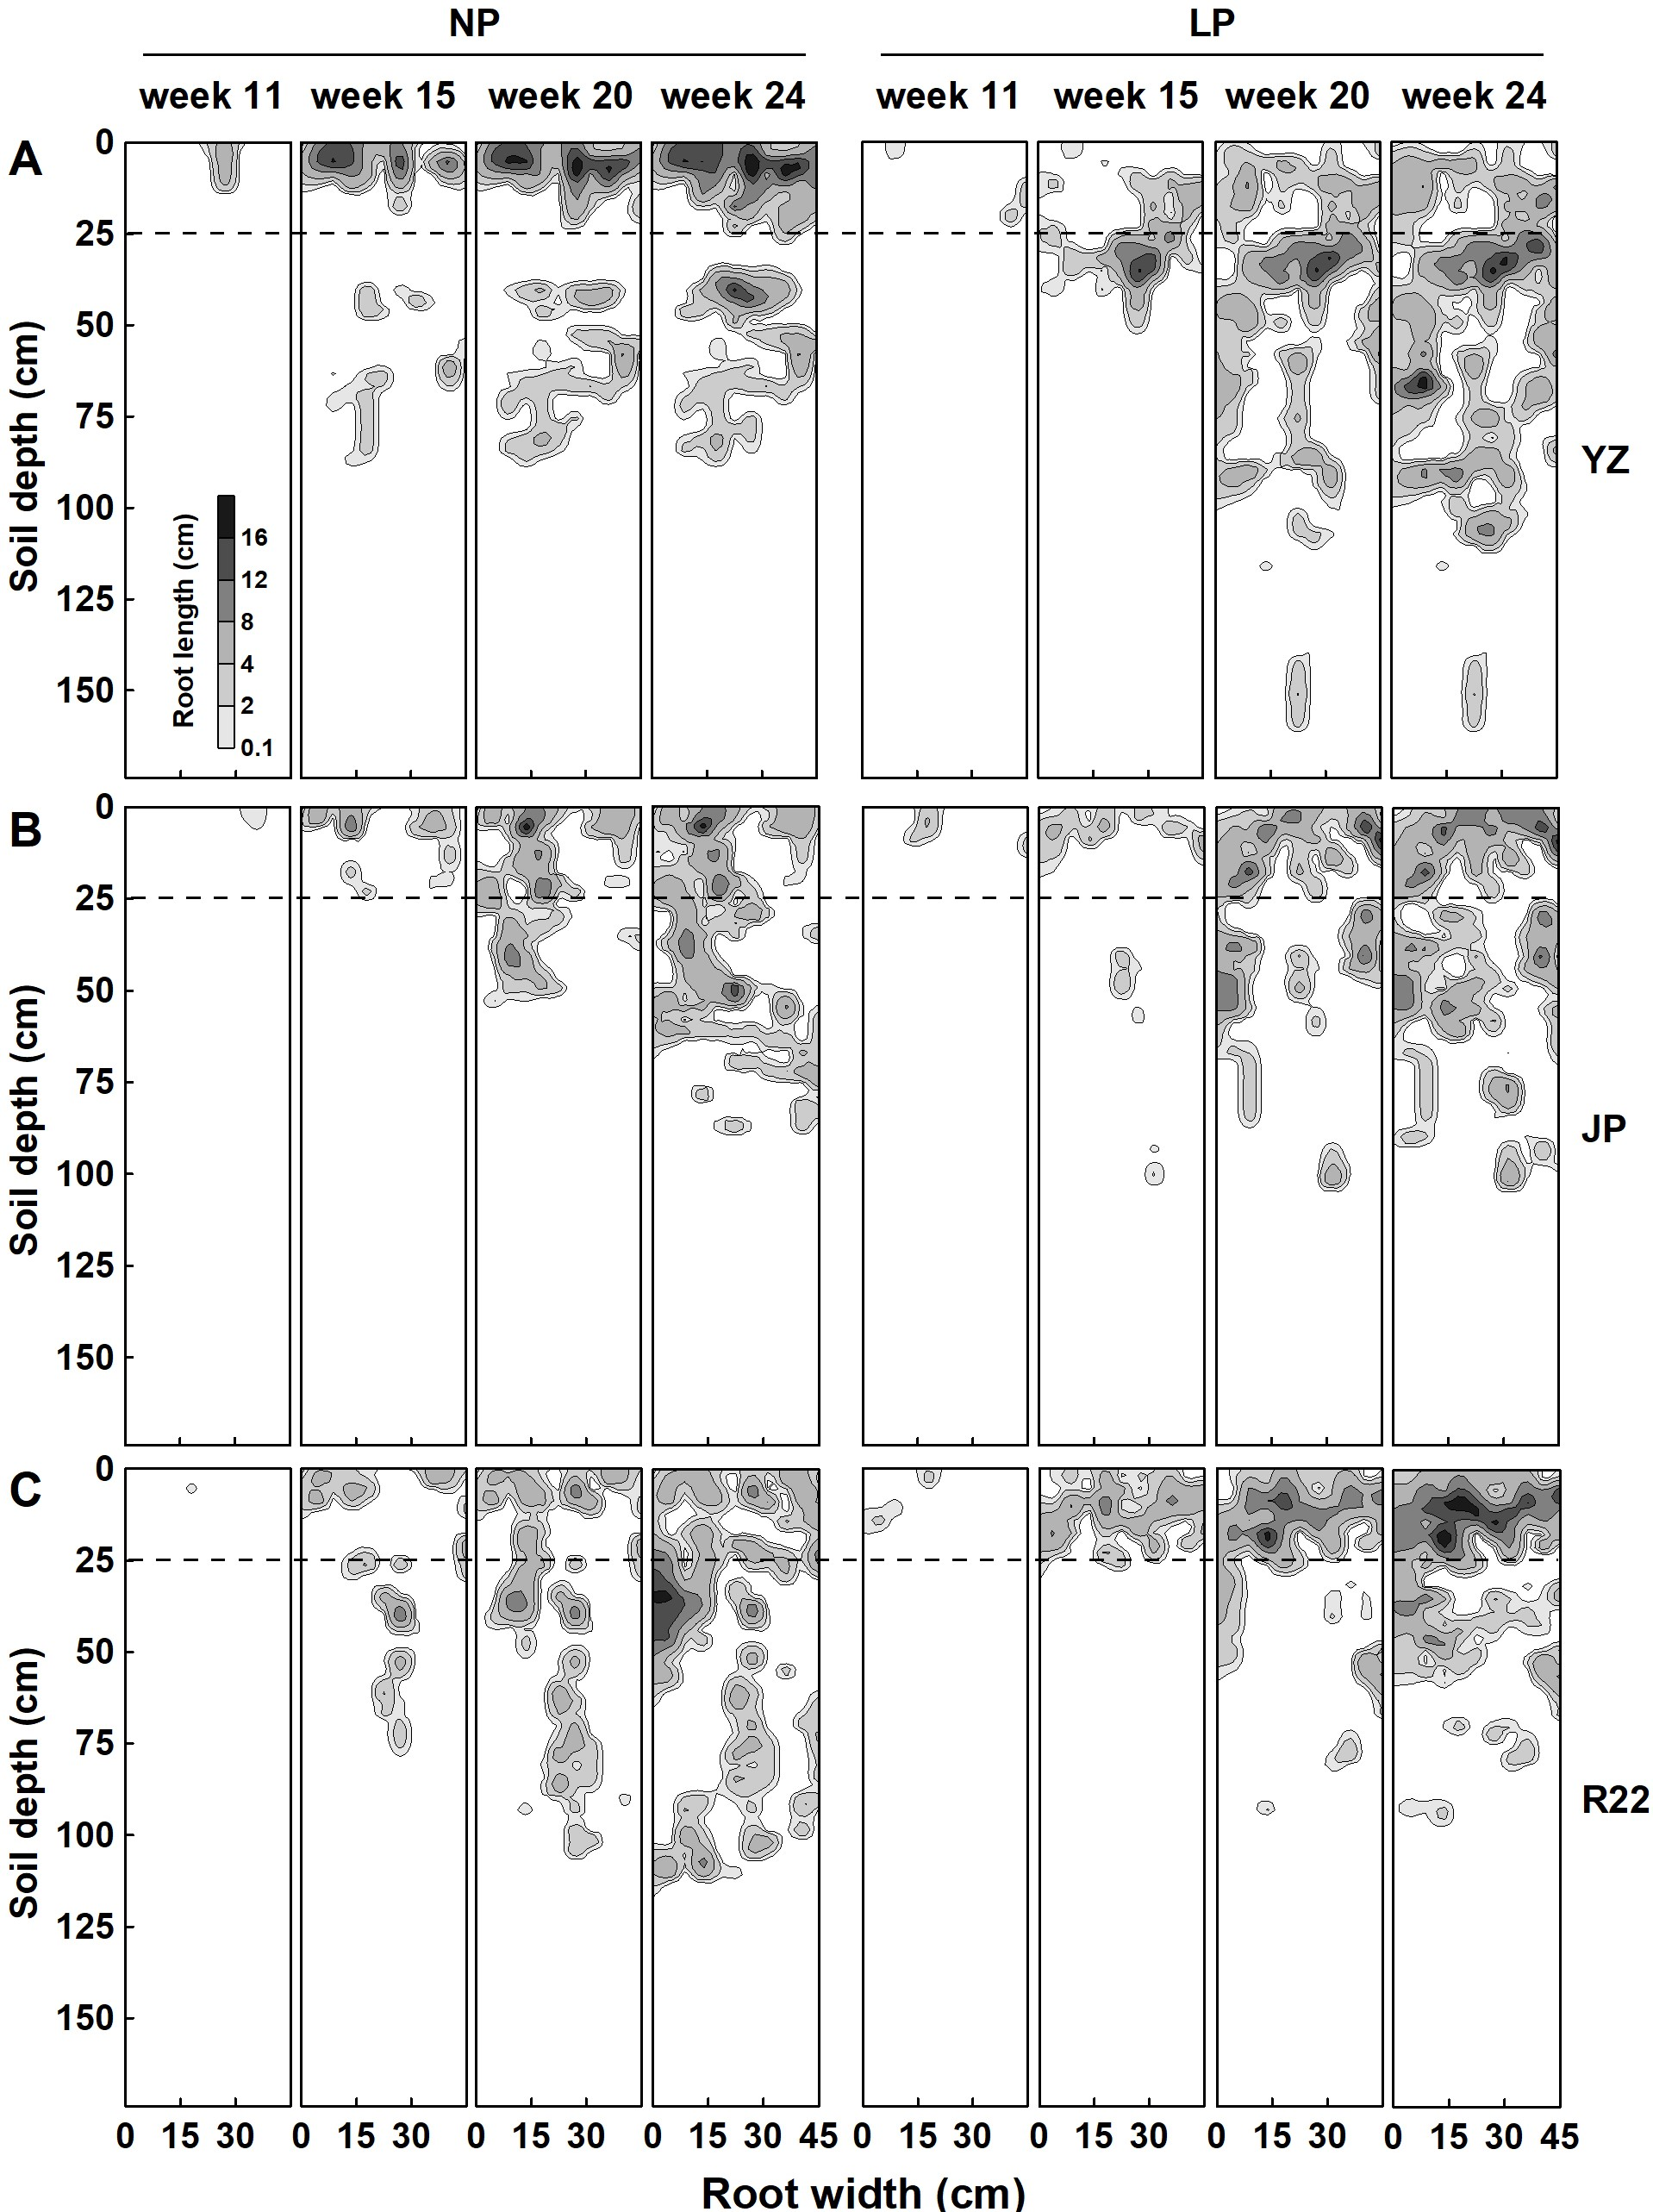 NP LP
week 11 week 15 week 20 week 24 week 11 week 15 week 20 week 24
A
0
25
50
75
100
125
150
Soil depth (cm)
Root length (cm)
16
12
8
4
2
0.1
YZ
B
0
25
50
75
100
125
150
Soil depth (cm)
JP
C
0
25
50
75
100
125
150
Soil depth (cm)
R22
0 15 30 0 15 30 0 15 30 0 15 30 45 0 15 30 0 15 30 0 15 30 0 15 30 45
Root width (cm)